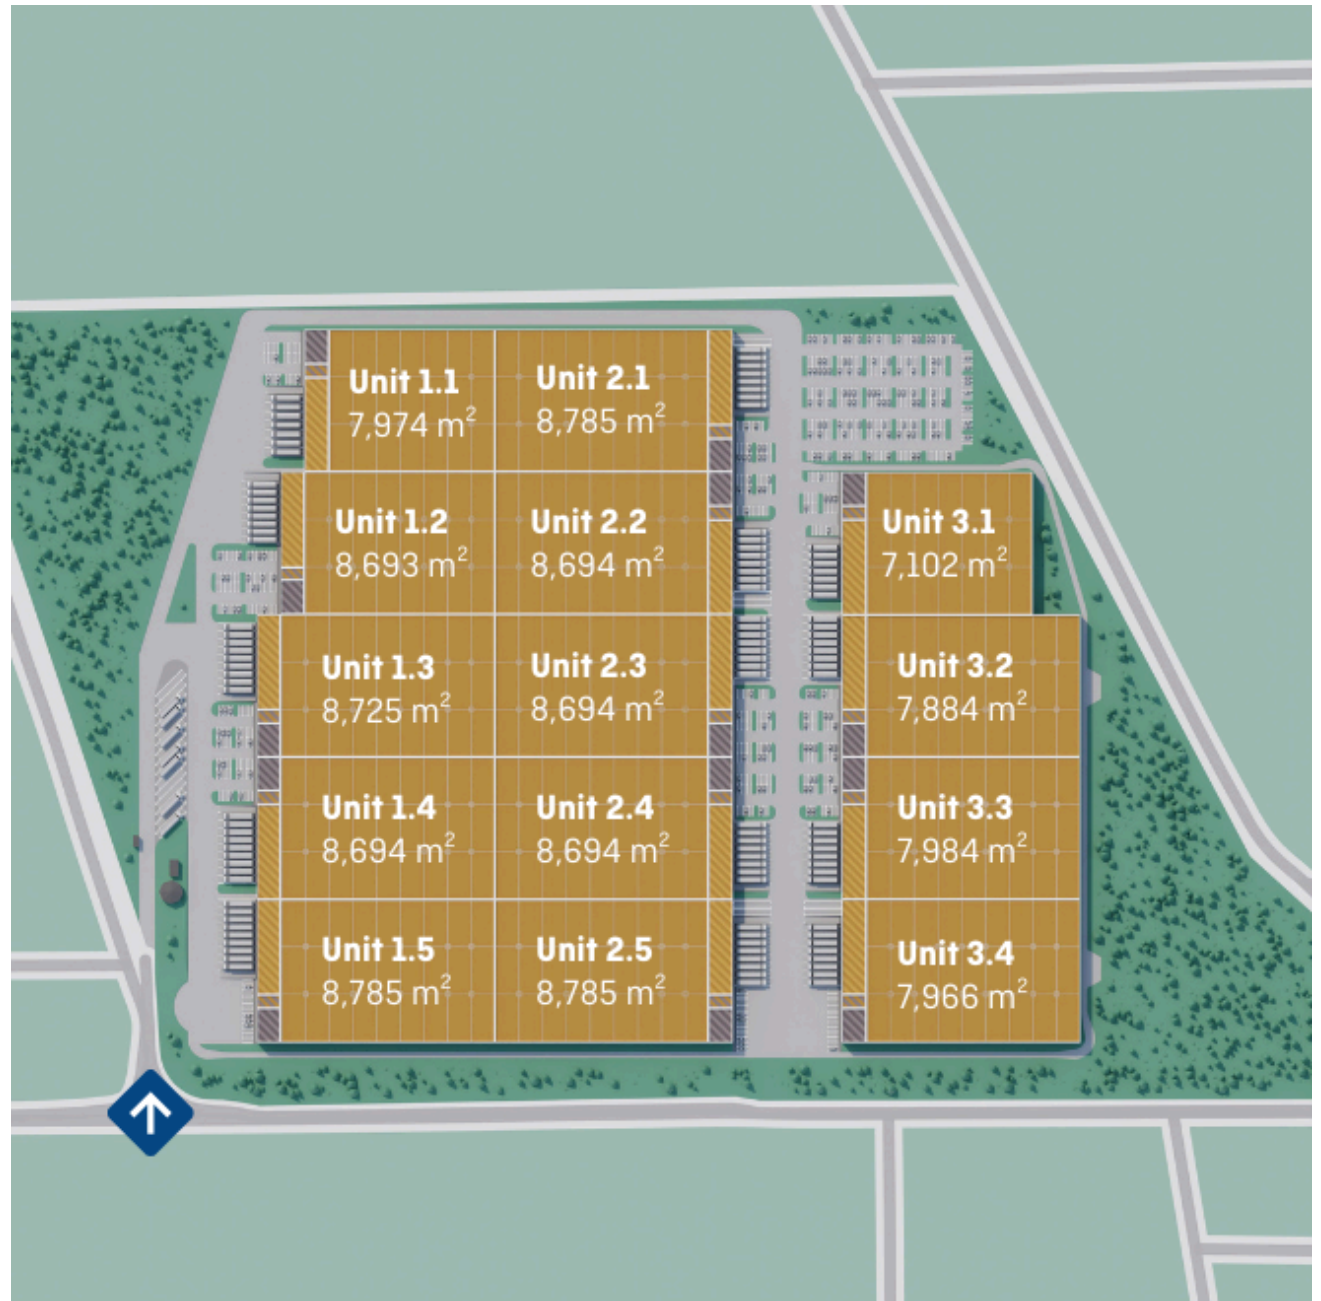 Unit 1.1
7,974 m²
Unit 2.1
8,785 m²
Unit 1.2
8,693 m²
Unit 2.2
8,694 m²
Unit 3.1
7,102 m²
Unit 1.3
8,725 m²
Unit 2.3
8,694 m²
Unit 3.2
7,884 m²
Unit 1.4
8,694 m²
Unit 2.4
8,694 m²
Unit 3.3
7,984 m²
Unit 1.5
8,785 m²
Unit 2.5
8,785 m²
Unit 3.4
7,966 m²